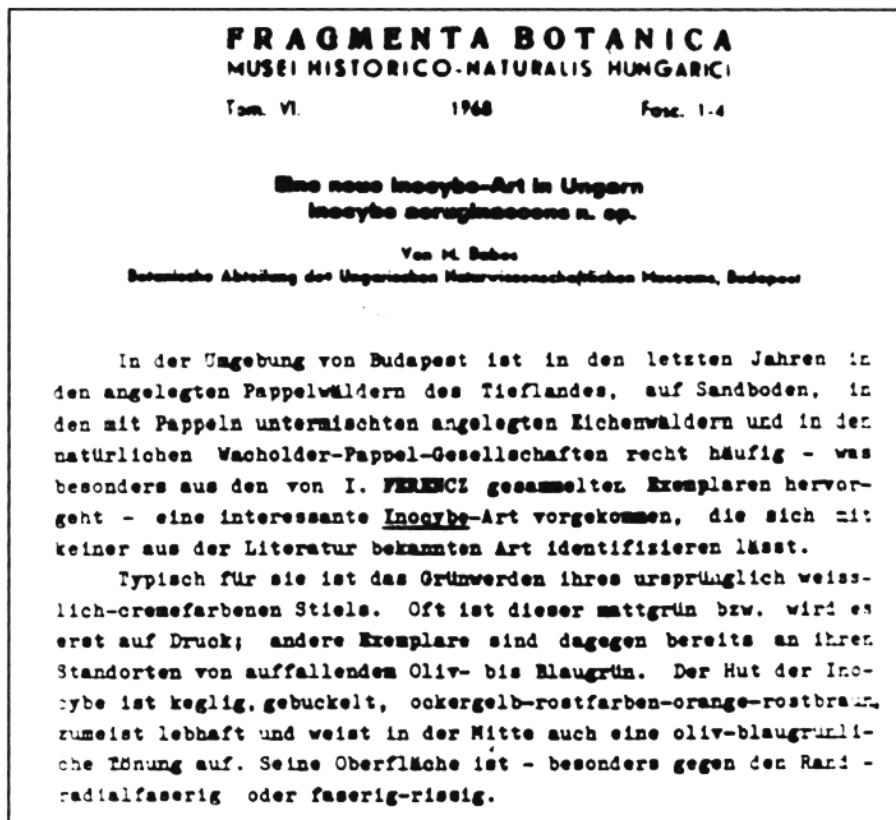 FRAGMENTA BOTANICA
MUSEI HISTORICO-NATURALIS HUNGARICI
Tom. VI. 1968 Fasc. 1-4
Eine neue Inocybe-Art in Ungarn
Inocybe aeruginascens n. sp.
Von M. Babos
Botanische Abteilung des Ungarischen Naturwissenschaftlichen Museums, Budapest
In der Umgebung von Budapest ist in den letzten Jahren in
den angelegten Pappelwäldern des Tieflandes, auf Sandboden, in
den mit Pappeln untermischten angelegten Eichenwäldern und in den
natürlichen Wacholder-Pappel-Gesellschaften recht häufig - was
besonders aus den von I. FERENCZ gesammelten Exemplaren hervor-
geht - eine interessante Inocybe-Art vorgekommen, die sich mit
keiner aus der Literatur bekannten Art identifizieren lässt.
Typisch für sie ist das Grünwerden ihres ursprünglich weiss-
lich-cremefarbenen Stiels. Oft ist dieser mattgrün bzw. wird es
erst auf Druck; andere Exemplare sind dagegen bereits an ihren
Standorten von auffallendem Oliv- bis Blaugrün. Der Hut der Ino-
cybe ist keglig, gebuckelt, ockergelb-rostfarben-orange-rostbraun,
zumeist lebhaft und weist in der Mitte auch eine oliv-blaugrünli-
che Tönung auf. Seine Oberfläche ist - besonders gegen den Rand -
radialfaserig oder faserig-rissig.